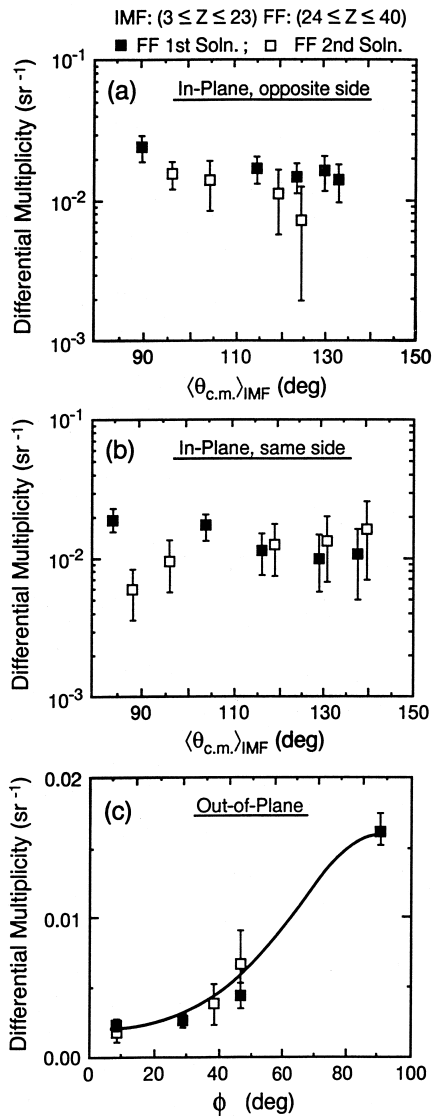 IMF: (3 ≤ Z ≤ 23) FF: (24 ≤ Z ≤ 40)
■ FF 1st Soln. ; □ FF 2nd Soln.
(a)
In-Plane, opposite side
Differential Multiplicity (sr⁻¹)
10⁻¹
10⁻²
10⁻³
90 110 130 150
⟨θc.m.⟩IMF (deg)
(b)
In-Plane, same side
Differential Multiplicity (sr⁻¹)
10⁻¹
10⁻²
10⁻³
90 110 130 150
⟨θc.m.⟩IMF (deg)
(c)
Out-of-Plane
Differential Multiplicity (sr⁻¹)
0.02
0.01
0.00
0 20 40 60 80 100
ϕ (deg)